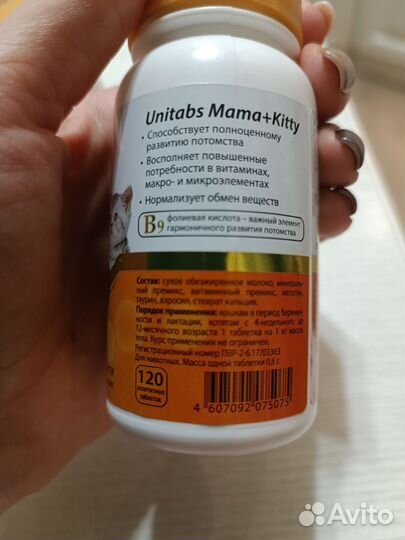 Unitabs Mama+Kitty
• Способствует полноценному
развитию потомства
• Восполняет повышенные
потребности в витаминах,
макро- и микроэлементах
• Нормализует обмен веществ
B9 фолиевая кислота – важный элемент
гармоничного развития потомства
Состав: сухое обезжиренное молоко, минераль-
ный премикс, витаминный премикс, желатин,
таурин, аэросил, стеарат кальция.
Порядок применения: кошкам в период беремен-
ности и лактации, котятам с 4-недельного до
12-месячного возраста 1 таблетка на 1 кг массы
тела. Курс применения не ограничен.
Регистрационный номер ПВР-2-6.17/03363
Для животных. Масса одной таблетки 0,5 г.
120
таблеток
4 607092 075075
Avito